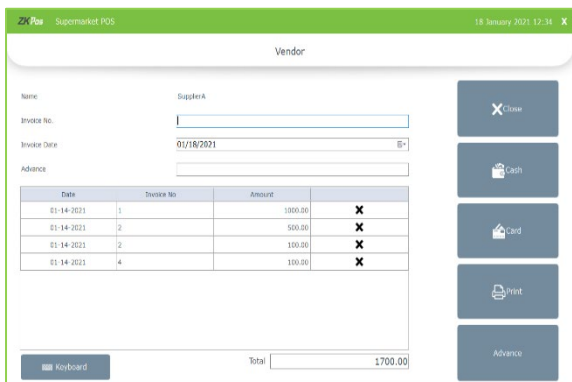 ZKPos Supermarket POS 18 January 2021 12:34 X
Vendor
Name SupplierA
Invoice No.
Invoice Date 01/18/2021
Advance
Date Invoice No Amount
01-14-2021 1 1000.00 X
01-14-2021 2 500.00 X
01-14-2021 2 100.00 X
01-14-2021 4 100.00 X
Total 1700.00
Keyboard
Close
Cash
Card
Print
Advance